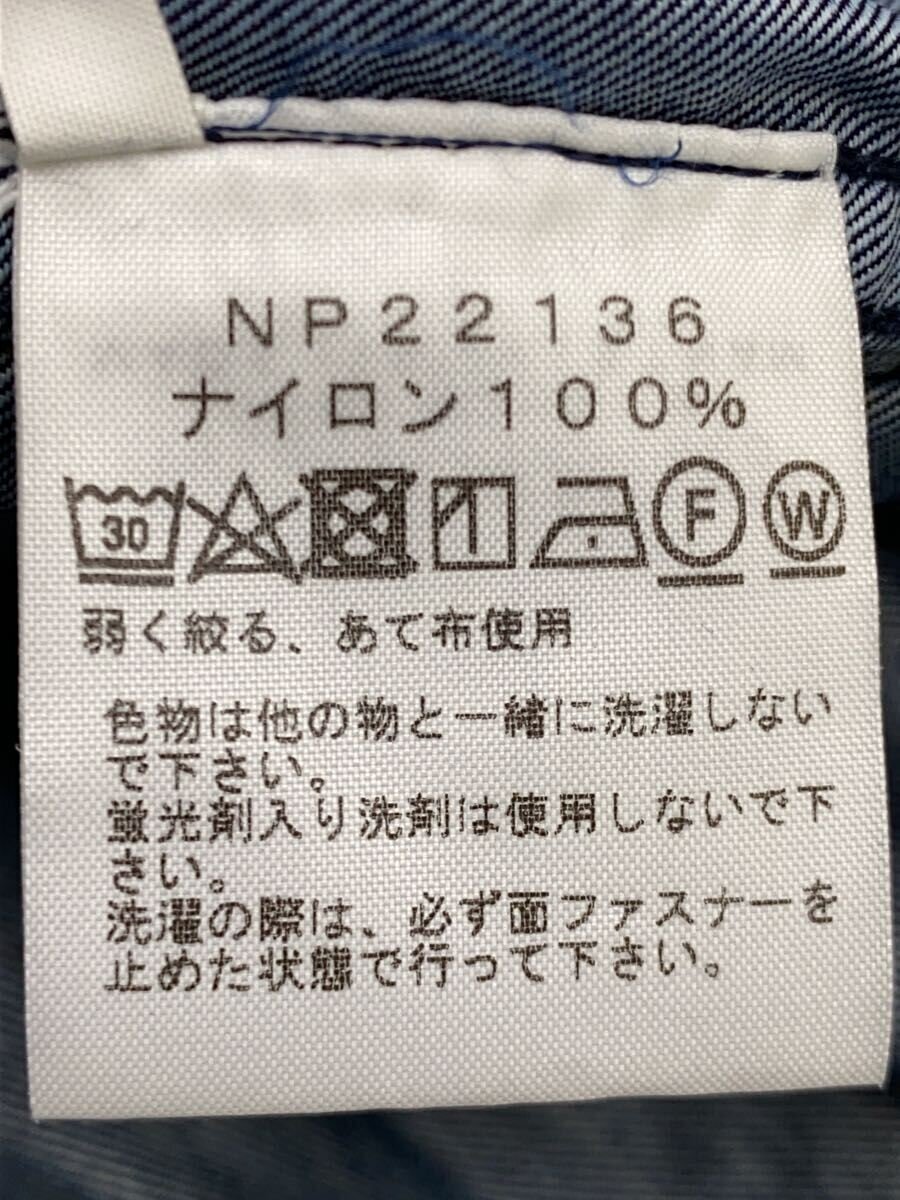 NP22136
ナイロン100%
30 F W
弱く絞る、あて布使用
色物は他の物と一緒に洗濯しない
で下さい。
蛍光剤入り洗剤は使用しないで下
さい。
洗濯の際は、必ず面ファスナーを
止めた状態で行って下さい。